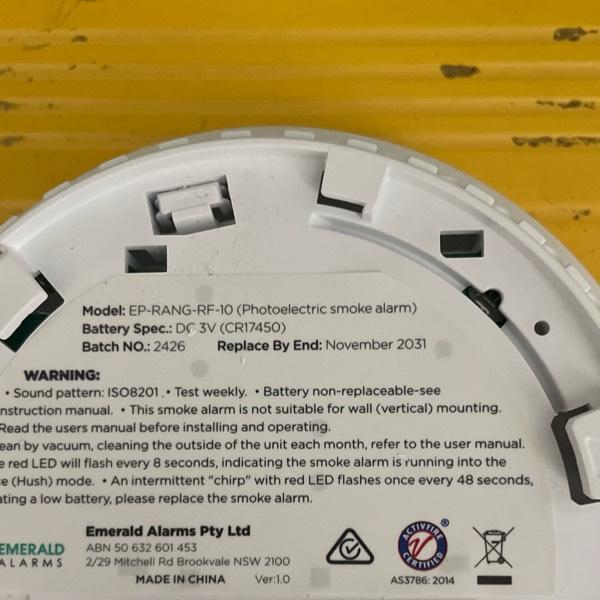 Model: EP-RANG-RF-10 (Photoelectric smoke alarm)
Battery Spec.: DC 3V (CR17450)
Batch NO.: 2426 Replace By End: November 2031
WARNING:
• Sound pattern: ISO8201. • Test weekly. • Battery non-replaceable-see
nstruction manual. • This smoke alarm is not suitable for wall (vertical) mounting.
Read the users manual before installing and operating.
ean by vacuum, cleaning the outside of the unit each month, refer to the user manual.
e red LED will flash every 8 seconds, indicating the smoke alarm is running into the
ce (Hush) mode. • An intermittent "chirp" with red LED flashes once every 48 seconds,
ating a low battery, please replace the smoke alarm.
EMERALD
ALARMS
Emerald Alarms Pty Ltd
ABN 50 632 601 453
2/29 Mitchell Rd Brookvale NSW 2100
MADE IN CHINA Ver:1.0
ACTIVFIRE
CERTIFIED
®
AS3786: 2014